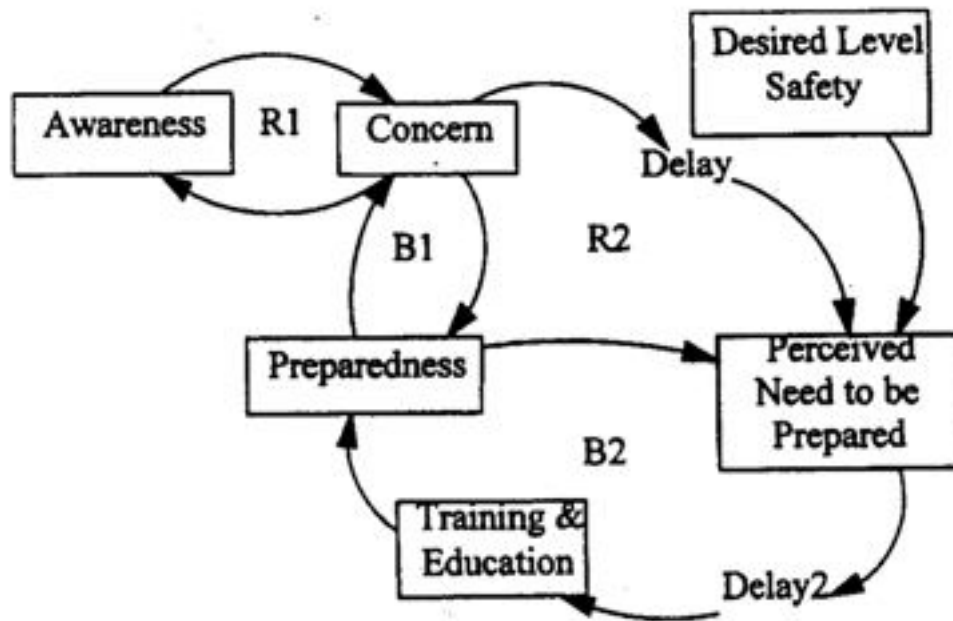 Desired Level
Safety
Awareness
R1
Concern
Delay
B1
R2
Preparedness
Perceived
Need to be
Prepared
B2
Training &
Education
Delay2